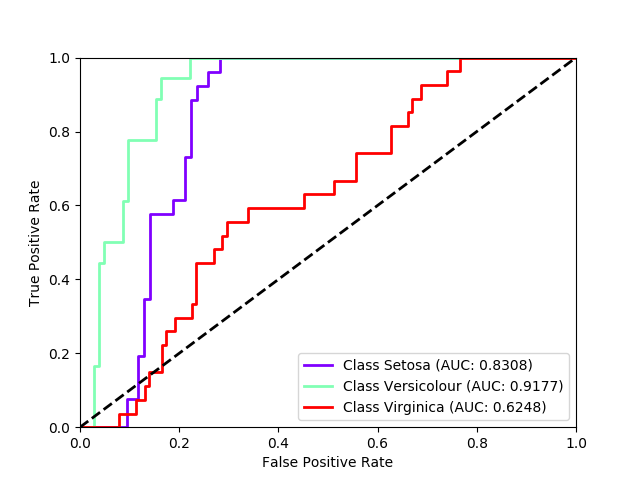 1.0
0.8
0.6
0.4
0.2
0.0
True Positive Rate
0.0 0.2 0.4 0.6 0.8 1.0
False Positive Rate
Class Setosa (AUC: 0.8308)
Class Versicolour (AUC: 0.9177)
Class Virginica (AUC: 0.6248)